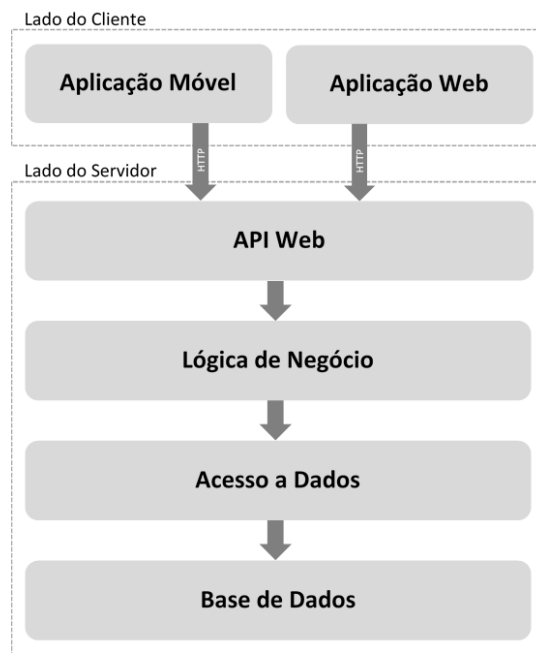 Lado do Cliente
Aplicação Móvel
Aplicação Web
HTTP
HTTP
Lado do Servidor
API Web
Lógica de Negócio
Acesso a Dados
Base de Dados